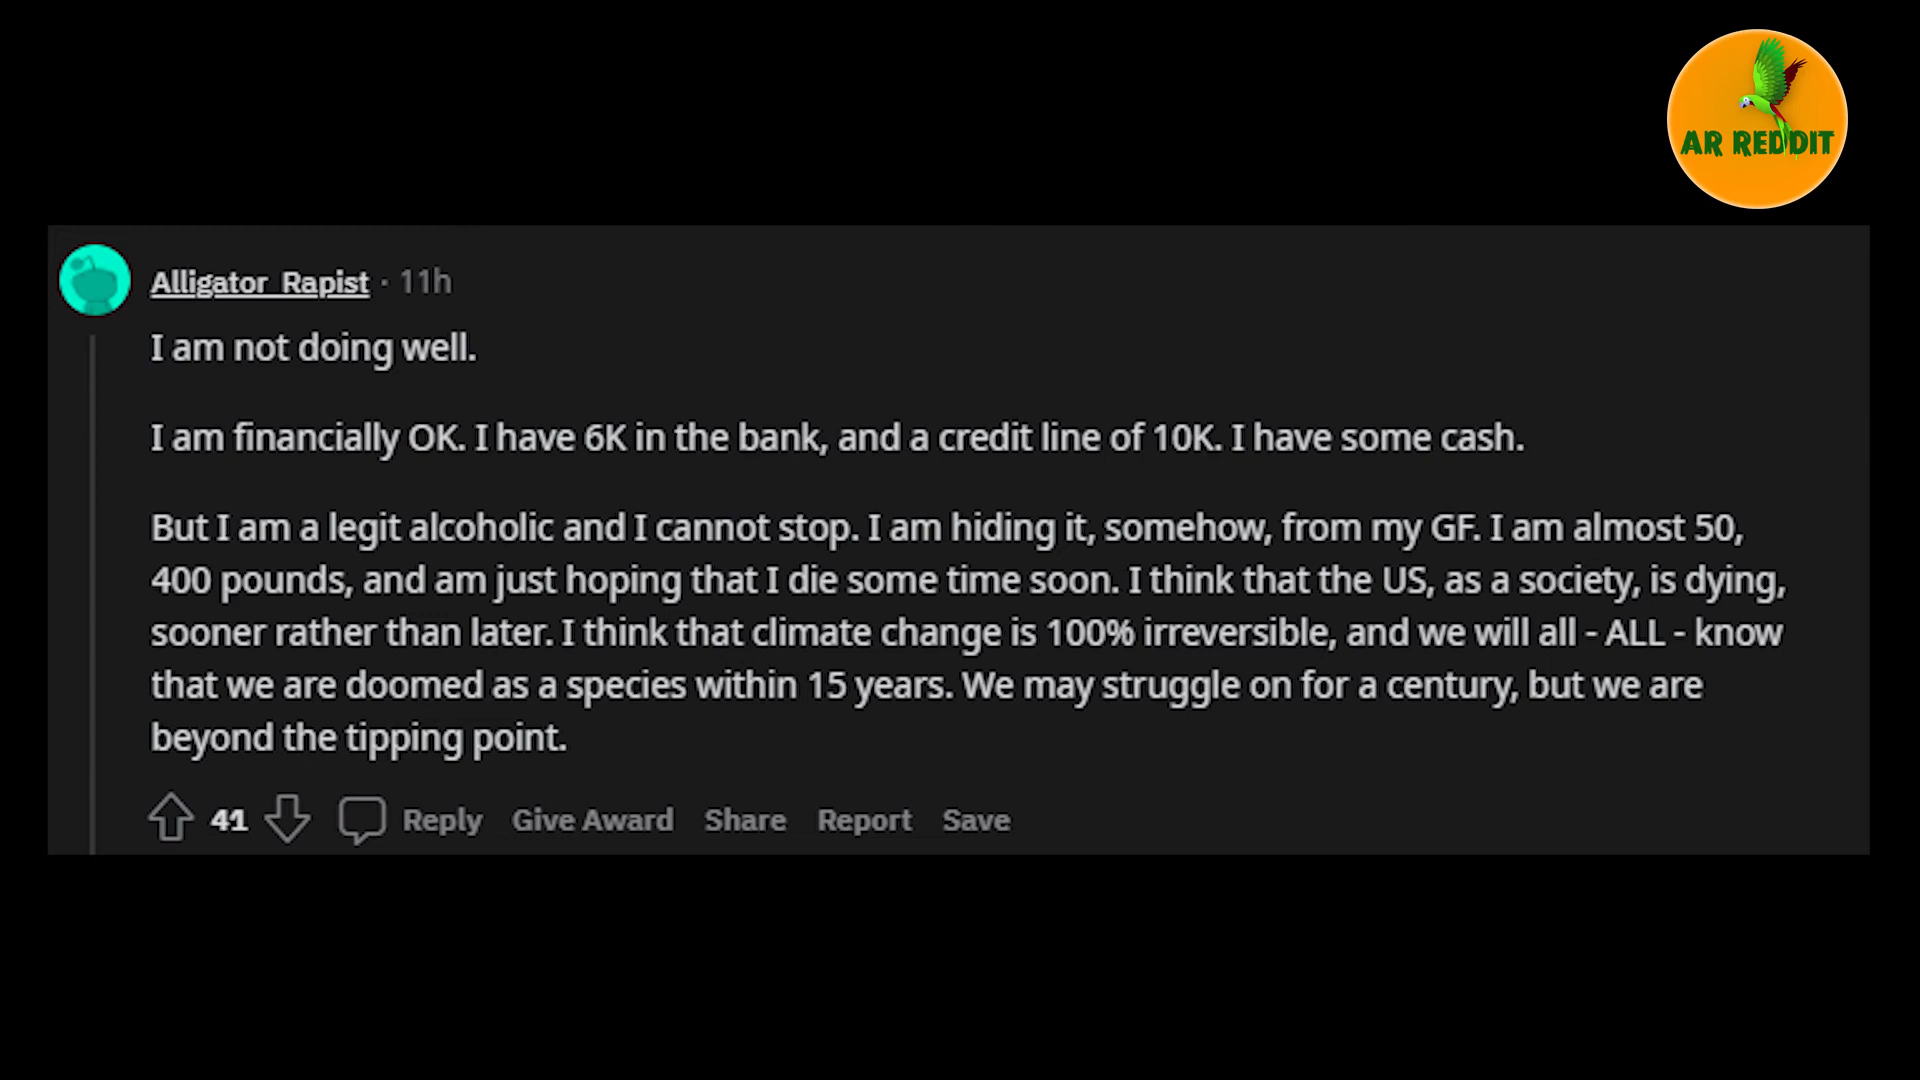 AR REDDIT
Alligator_Rapist · 11h
I am not doing well.
I am financially OK. I have 6K in the bank, and a credit line of 10K. I have some cash.
But I am a legit alcoholic and I cannot stop. I am hiding it, somehow, from my GF. I am almost 50,
400 pounds, and am just hoping that I die some time soon. I think that the US, as a society, is dying,
sooner rather than later. I think that climate change is 100% irreversible, and we will all - ALL - know
that we are doomed as a species within 15 years. We may struggle on for a century, but we are
beyond the tipping point.
41 Reply Give Award Share Report Save